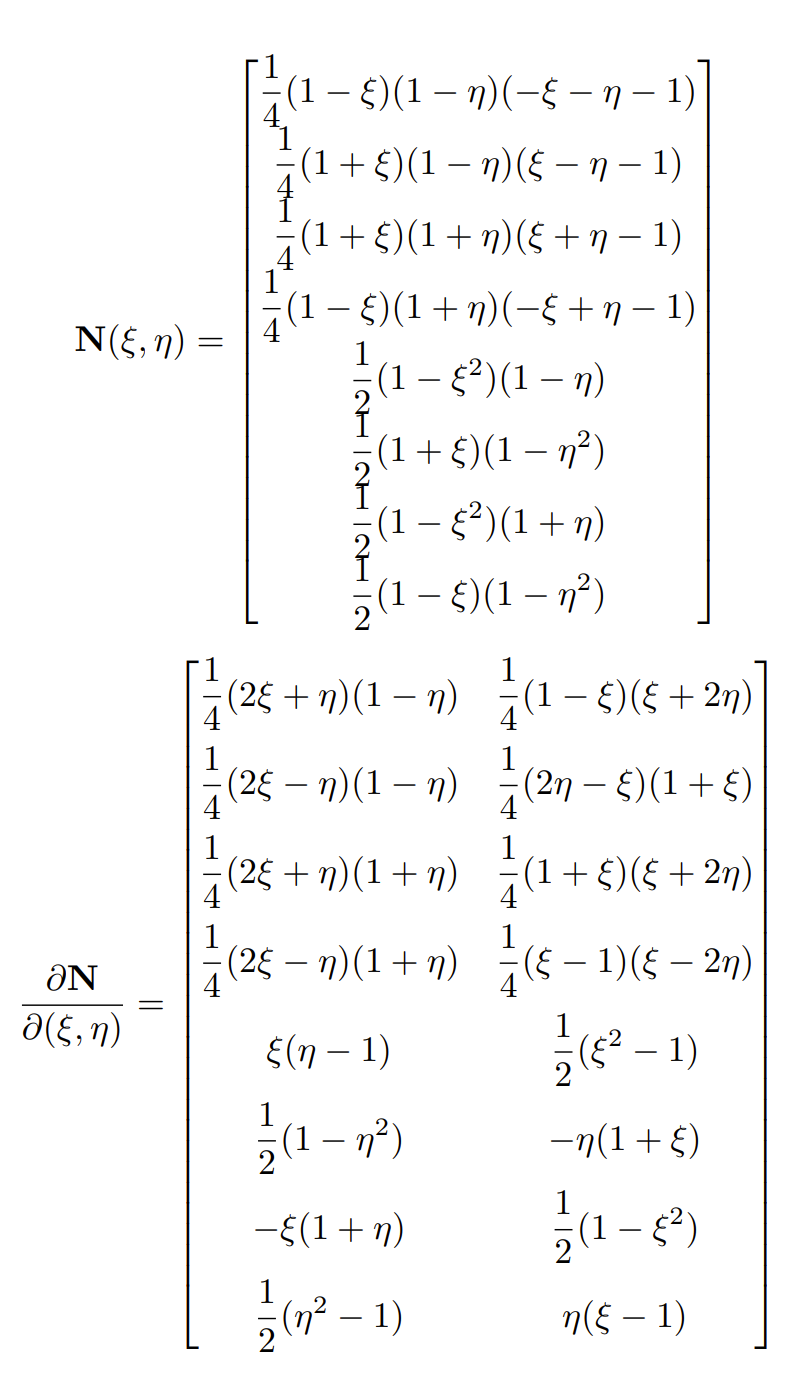 N(ξ, η) =
1/4(1 − ξ)(1 − η)(−ξ − η − 1)
1/4(1 + ξ)(1 − η)(ξ − η − 1)
1/4(1 + ξ)(1 + η)(ξ + η − 1)
1/4(1 − ξ)(1 + η)(−ξ + η − 1)
1/2(1 − ξ²)(1 − η)
1/2(1 + ξ)(1 − η²)
1/2(1 − ξ²)(1 + η)
1/2(1 − ξ)(1 − η²)
∂N/∂(ξ, η) =
1/4(2ξ + η)(1 − η) 1/4(1 − ξ)(ξ + 2η)
1/4(2ξ − η)(1 − η) 1/4(2η − ξ)(1 + ξ)
1/4(2ξ + η)(1 + η) 1/4(1 + ξ)(ξ + 2η)
1/4(2ξ − η)(1 + η) 1/4(ξ − 1)(ξ − 2η)
ξ(η − 1) 1/2(ξ² − 1)
1/2(1 − η²) −η(1 + ξ)
−ξ(1 + η) 1/2(1 − ξ²)
1/2(η² − 1) η(ξ − 1)